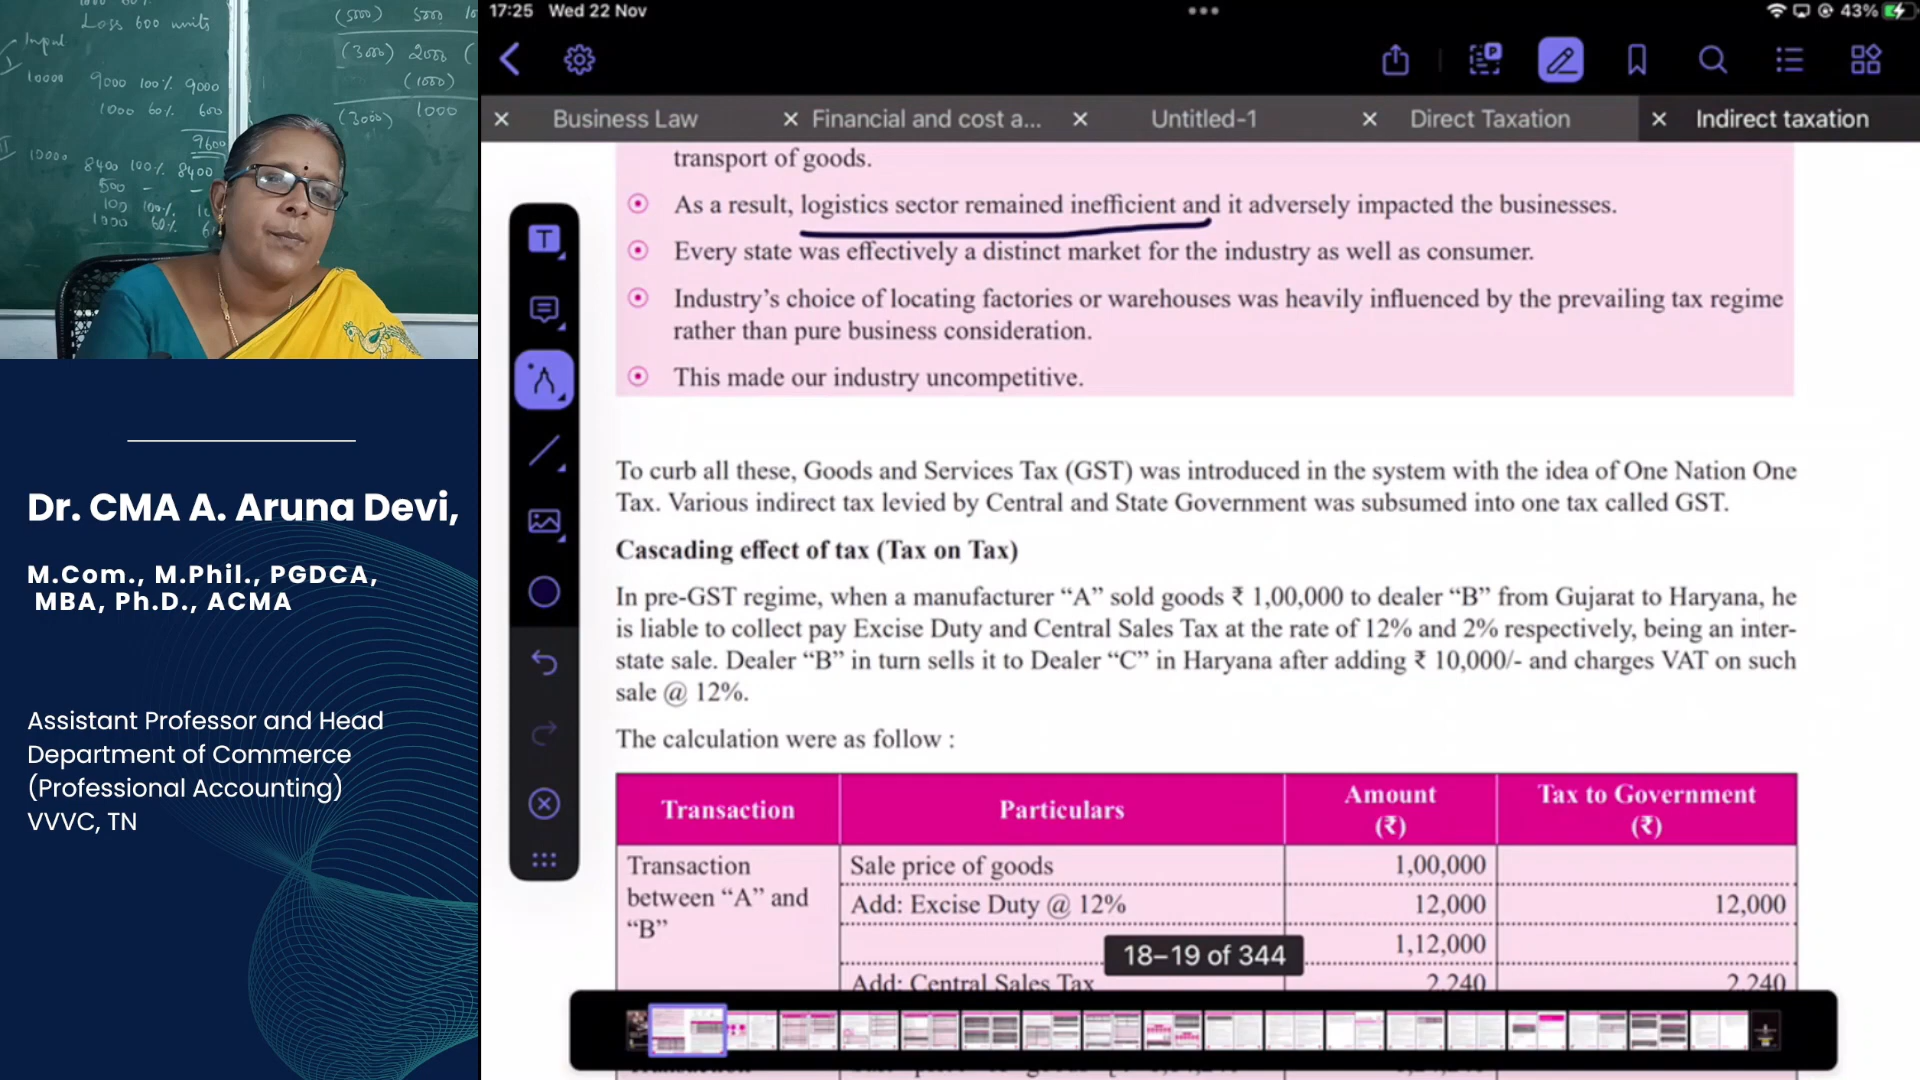 Loss 600 units
Input
10000 9000 100% 9000
1000 60% 600
9600
10000 8400 100% 8400
500 -
100 100%
1000 60%
(5000) 5000
(3000) 2000
(1000)
(3000) 1000
Dr. CMA A. Aruna Devi,
M.Com., M.Phil., PGDCA,
MBA, Ph.D., ACMA
Assistant Professor and Head
Department of Commerce
(Professional Accounting)
VVVC, TN
17:25 Wed 22 Nov
43%
Business Law
Financial and cost a...
Untitled-1
Direct Taxation
Indirect taxation
transport of goods.
As a result, logistics sector remained inefficient and it adversely impacted the businesses.
Every state was effectively a distinct market for the industry as well as consumer.
Industry's choice of locating factories or warehouses was heavily influenced by the prevailing tax regime
rather than pure business consideration.
This made our industry uncompetitive.
To curb all these, Goods and Services Tax (GST) was introduced in the system with the idea of One Nation One
Tax. Various indirect tax levied by Central and State Government was subsumed into one tax called GST.
Cascading effect of tax (Tax on Tax)
In pre-GST regime, when a manufacturer “A” sold goods ₹ 1,00,000 to dealer “B” from Gujarat to Haryana, he
is liable to collect pay Excise Duty and Central Sales Tax at the rate of 12% and 2% respectively, being an inter-
state sale. Dealer “B” in turn sells it to Dealer “C” in Haryana after adding ₹ 10,000/- and charges VAT on such
sale @ 12%.
The calculation were as follow :
Transaction Particulars Amount (₹) Tax to Government (₹)
Transaction between “A” and “B”
Sale price of goods 1,00,000
Add: Excise Duty @ 12% 12,000 12,000
1,12,000
Add: Central Sales Tax 2,240 2,240
18–19 of 344